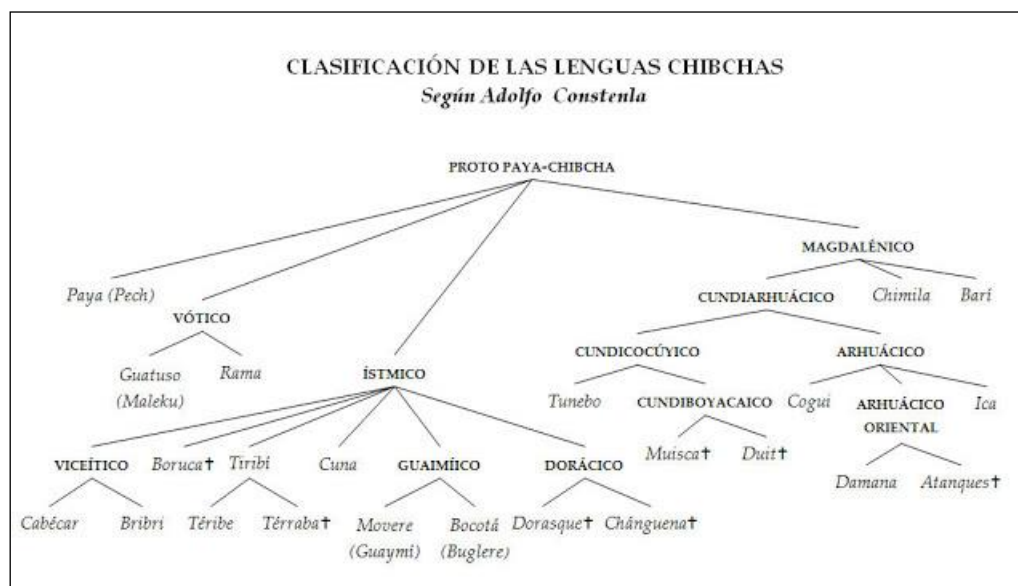 CLASIFICACIÓN DE LAS LENGUAS CHIBCHAS
Según Adolfo Constenla
PROTO PAYA-CHIBCHA
MAGDALÉNICO
Paya (Pech)
CUNDIARHUÁCICO
Chimila
Barí
VÓTICO
CUNDICOCÚYICO
ARHUÁCICO
Guatuso
(Maleku)
Rama
ÍSTMICO
Tunebo
CUNDIBOYACAICO
Cogui
ARHUÁCICO
ORIENTAL
Ica
Muisca†
Duit†
VICEÍTICO
Boruca†
Tiribí
Cuna
GUAIMÍICO
DORÁCICO
Damana
Atanques†
Cabécar
Bribri
Téribe
Térraba†
Movere
(Guaymí)
Bocotá
(Buglere)
Dorasque†
Chánguena†